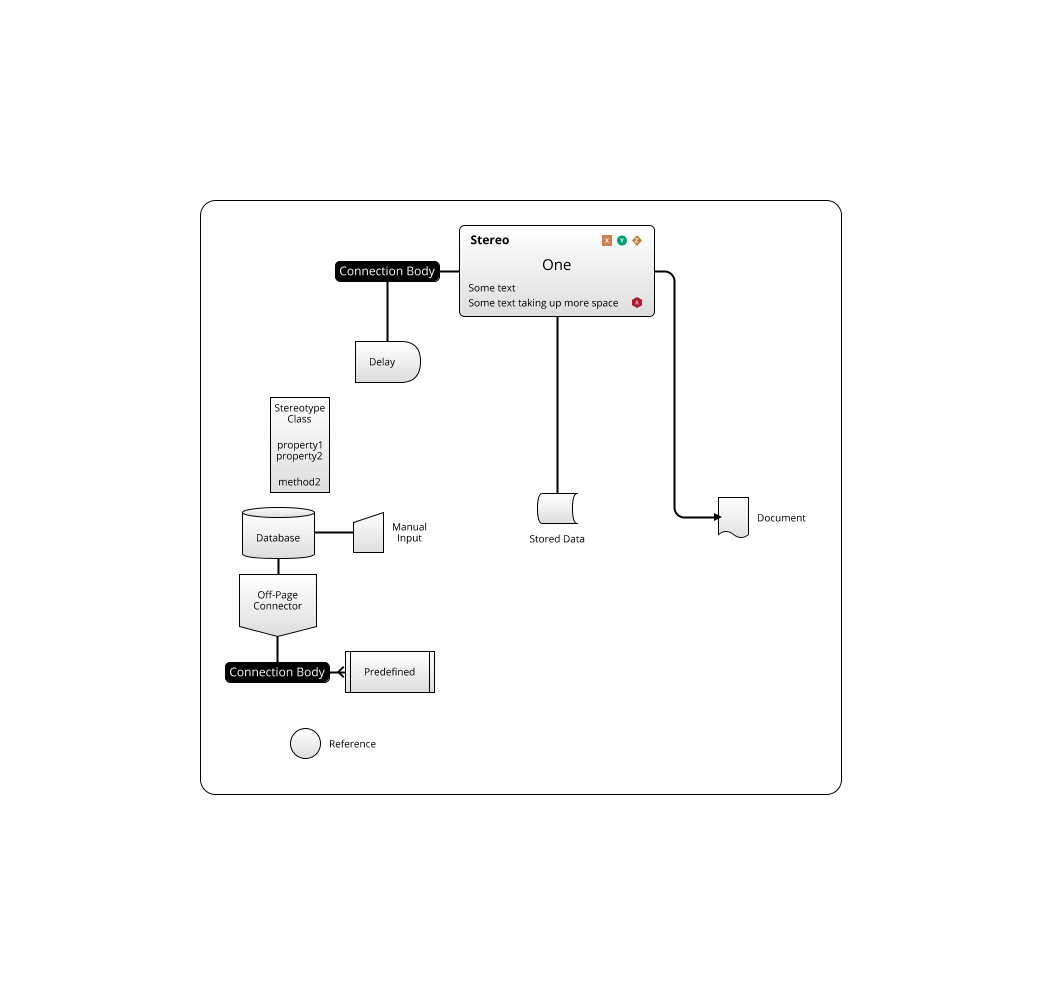 Stereo
X Y Z
One
Some text
Some text taking up more space
A
Connection Body
Delay
Stereotype
Class
property1
property2
method2
Database
Manual
Input
Stored Data
Document
Off-Page
Connector
Connection Body
Predefined
Reference